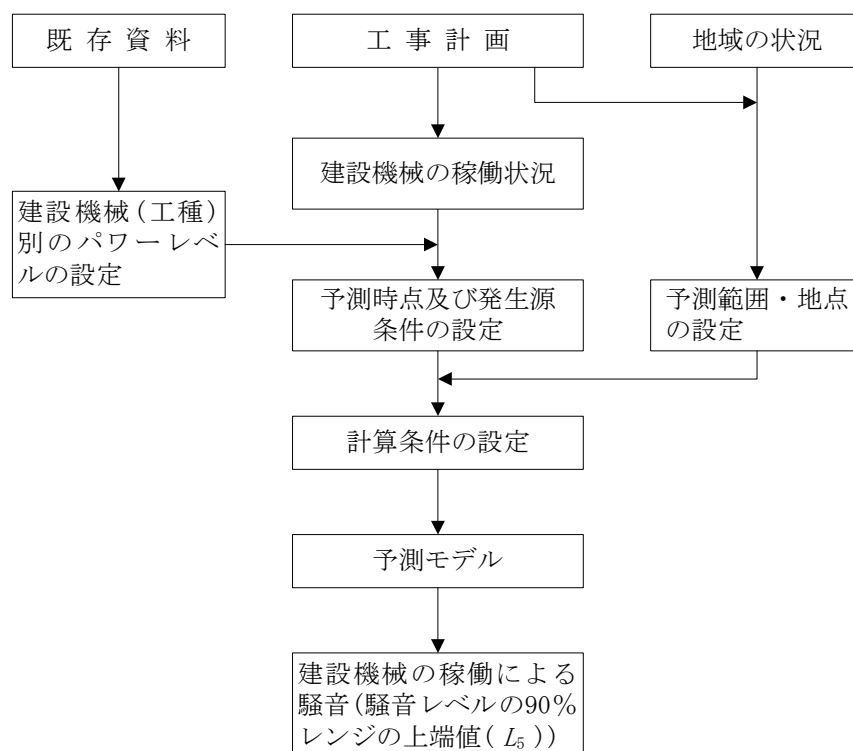 既存資料
工事計画
地域の状況
建設機械の稼働状況
建設機械(工種)
別のパワーレベ
ルの設定
予測時点及び発生源
条件の設定
予測範囲・地点
の設定
計算条件の設定
予測モデル
建設機械の稼働による
騒音(騒音レベルの90%
レンジの上端値(L5))